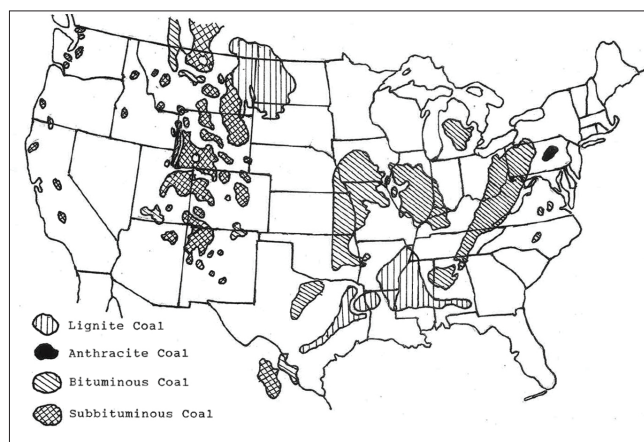 Lignite Coal
Anthracite Coal
Bituminous Coal
Subbituminous Coal